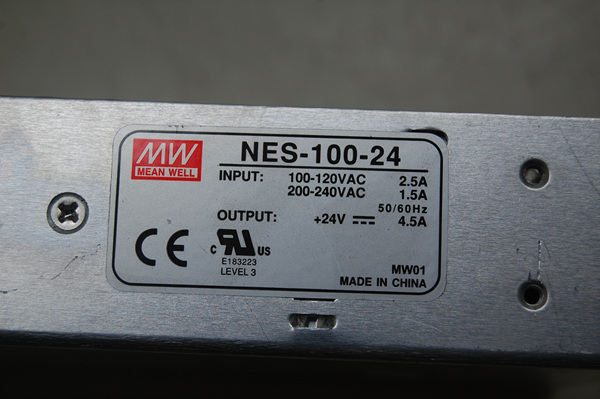 MW
MEAN WELL
NES-100-24
INPUT: 100-120VAC 2.5A
200-240VAC 1.5A
50/60Hz
OUTPUT: +24V 4.5A
CE
c RU US
E183223
LEVEL 3
MW01
MADE IN CHINA